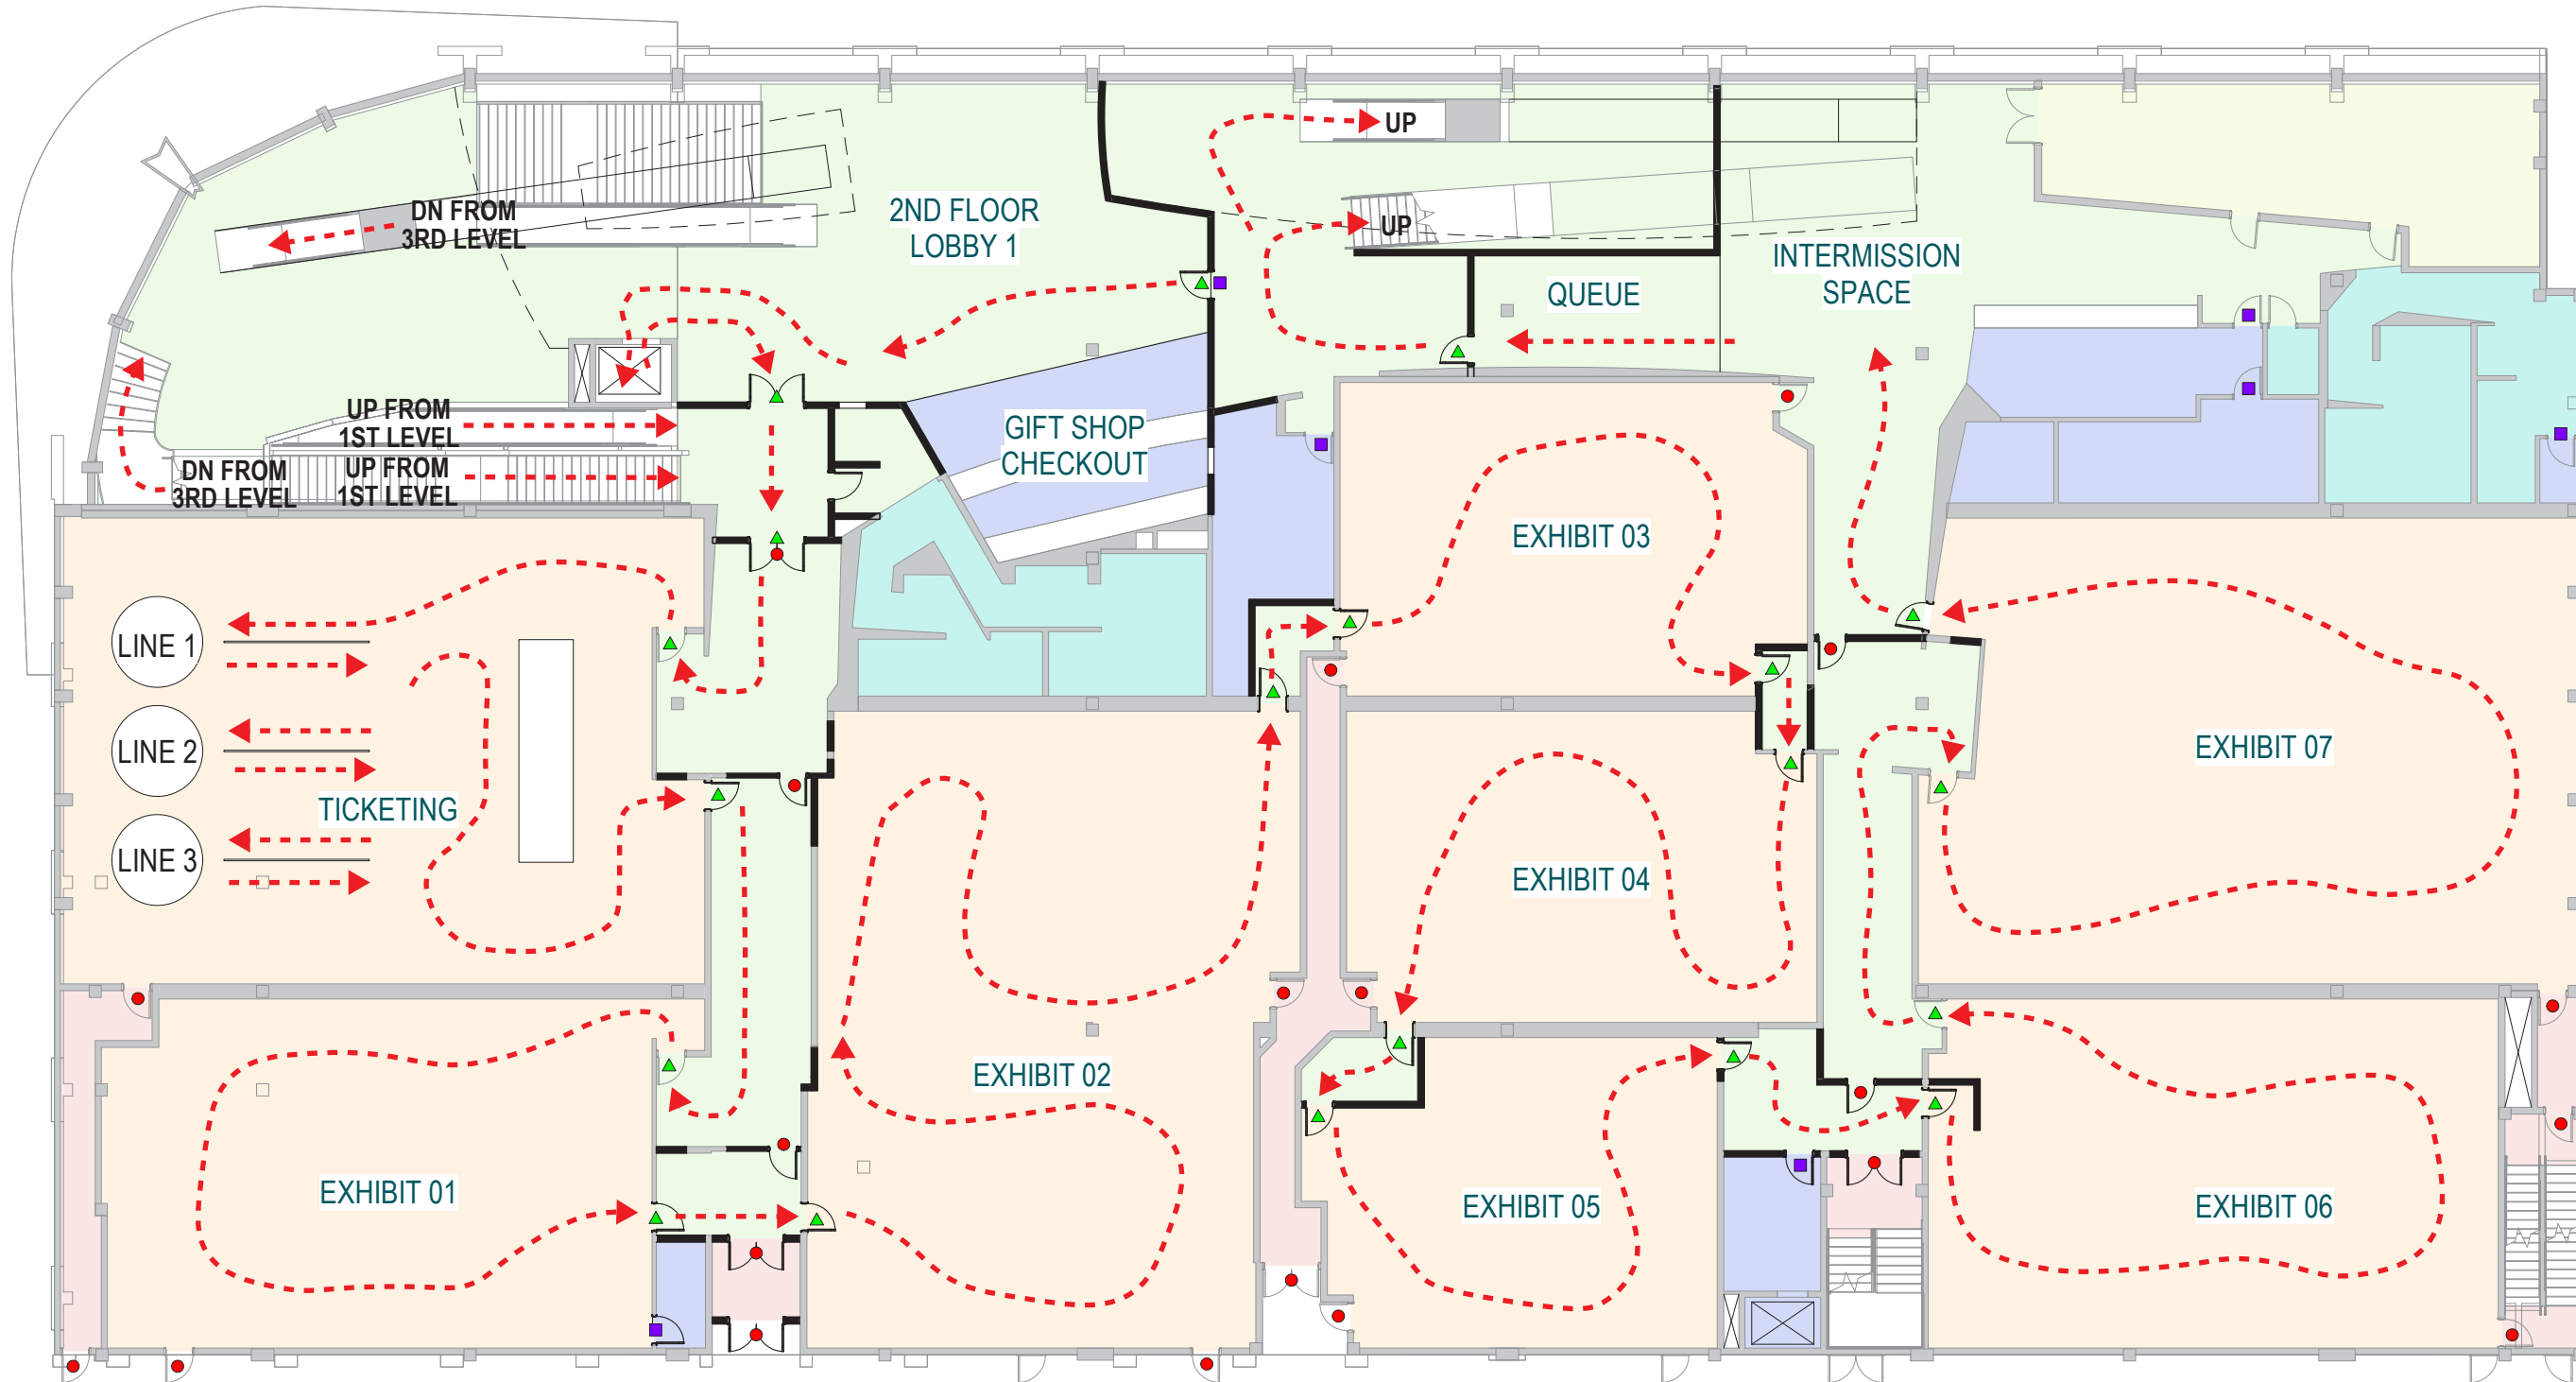 UP
DN FROM
3RD LEVEL
2ND FLOOR
LOBBY 1
UP
INTERMISSION
SPACE
QUEUE
UP FROM
1ST LEVEL
GIFT SHOP
CHECKOUT
DN FROM
3RD LEVEL
UP FROM
1ST LEVEL
EXHIBIT 03
LINE 1
LINE 2
EXHIBIT 07
TICKETING
LINE 3
EXHIBIT 04
EXHIBIT 02
EXHIBIT 01
EXHIBIT 05
EXHIBIT 06